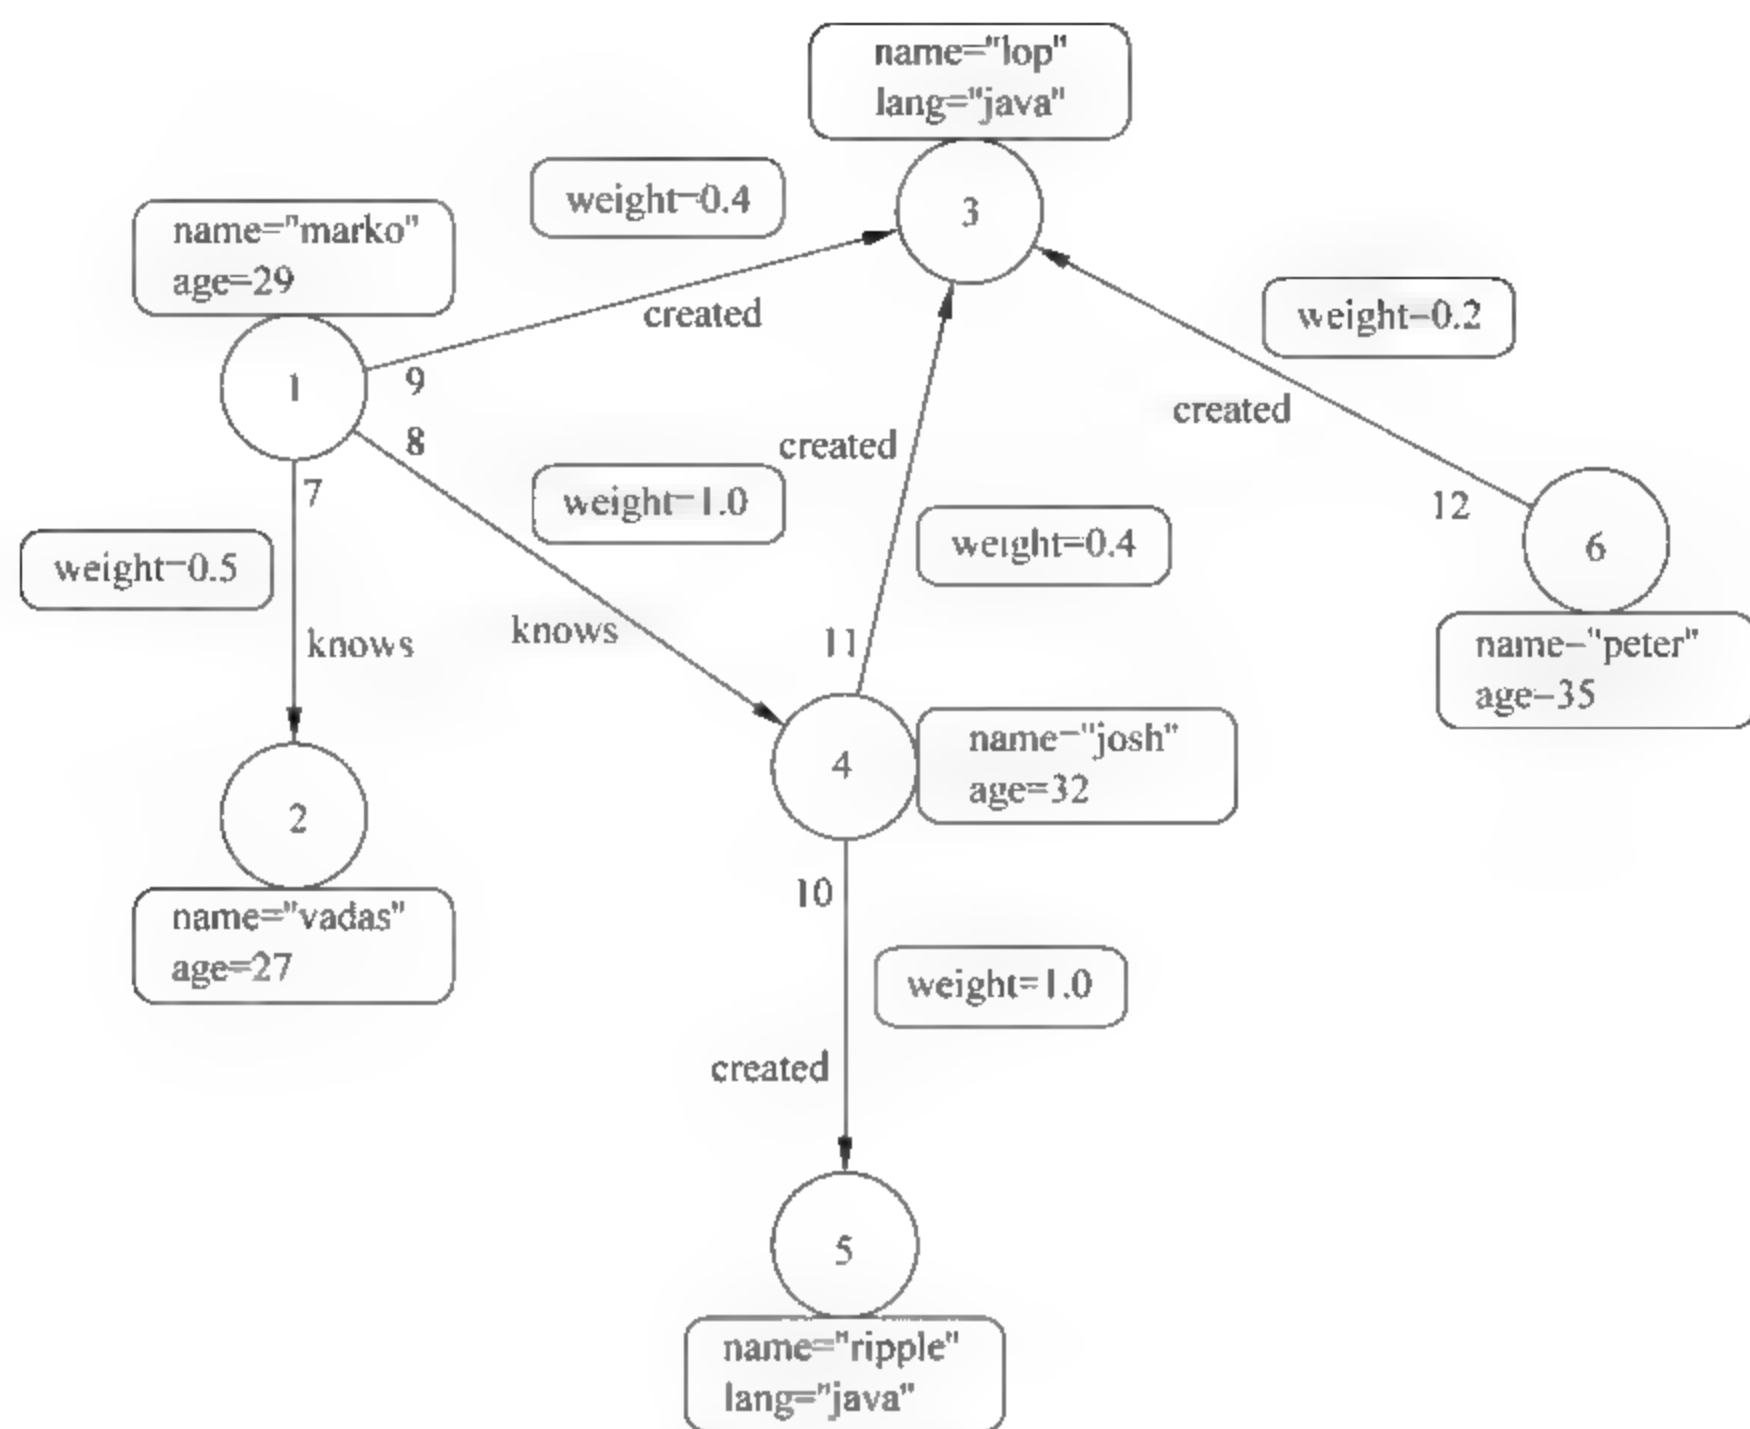 name="lop"
lang="java"
weight=0.4
3
name="marko"
age=29
created
weight=0.2
1
9
created
8
created
7
weight=1.0
12
weight=0.5
weight=0.4
6
knows
knows
11
name="peter"
age=35
4
name="josh"
age=32
2
10
name="vadas"
age=27
weight=1.0
created
5
name="ripple"
lang="java"